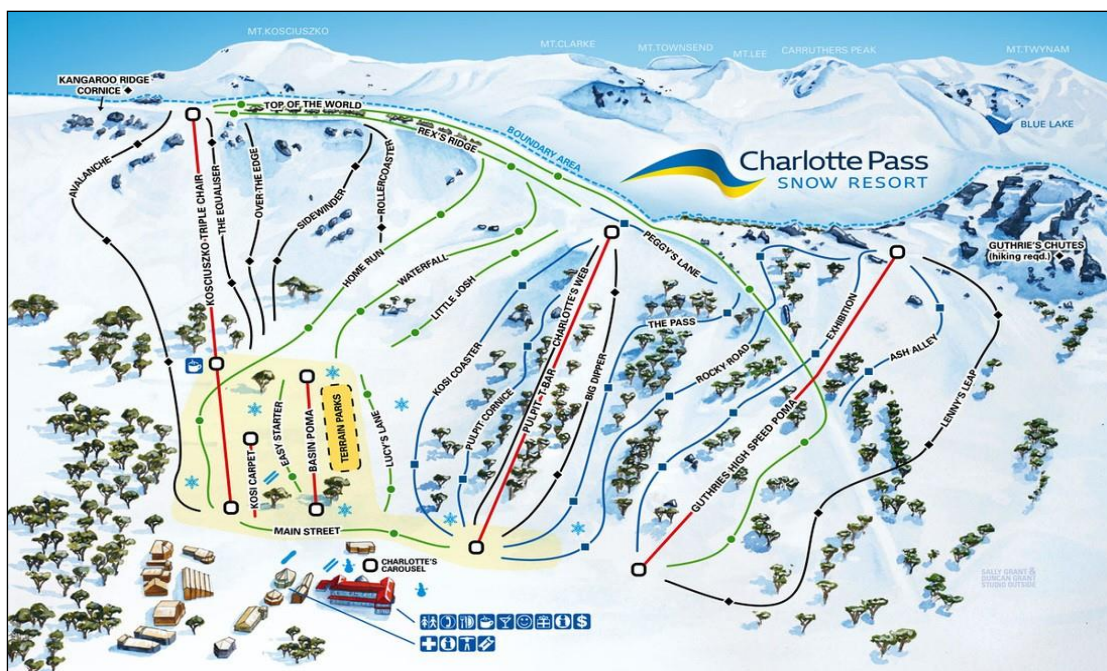 MT.KOSCIUSZKO
MT.CLARKE
MT.TOWNSEND
MT.LEE
CARRUTHERS PEAK
MT.TWYNAM
KANGAROO RIDGE
CORNICE
TOP OF THE WORLD
REX'S RIDGE
BOUNDARY AREA
BLUE LAKE
Charlotte Pass
SNOW RESORT
AVALANCHE
KOSCIUSZKO-TRIPLE CHAIR
THE EQUALISER
OVER-THE EDGE
SIDEWINDER
ROLLERCOASTER
HOME RUN
WATERFALL
LITTLE JOSH
PEGGY'S LANE
GUTHRIE'S CHUTES
(hiking reqd.)
KOSI COASTER
PULPIT CORNICE
PULPIT-T-BAR
CHARLOTTE'S WEB
BIG DIPPER
THE PASS
ROCKY ROAD
EXHIBITION
ASH ALLEY
LENNY'S LEAP
GUTHRIES HIGH SPEED POMA
KOSI CARPET
EASY STARTER
BASIN POMA
TERRAIN PARKS
LUCY'S LANE
MAIN STREET
CHARLOTTE'S
CAROUSEL
SALLY GRANT &
DUNCAN GRANT
STUDIO OUTSIDE